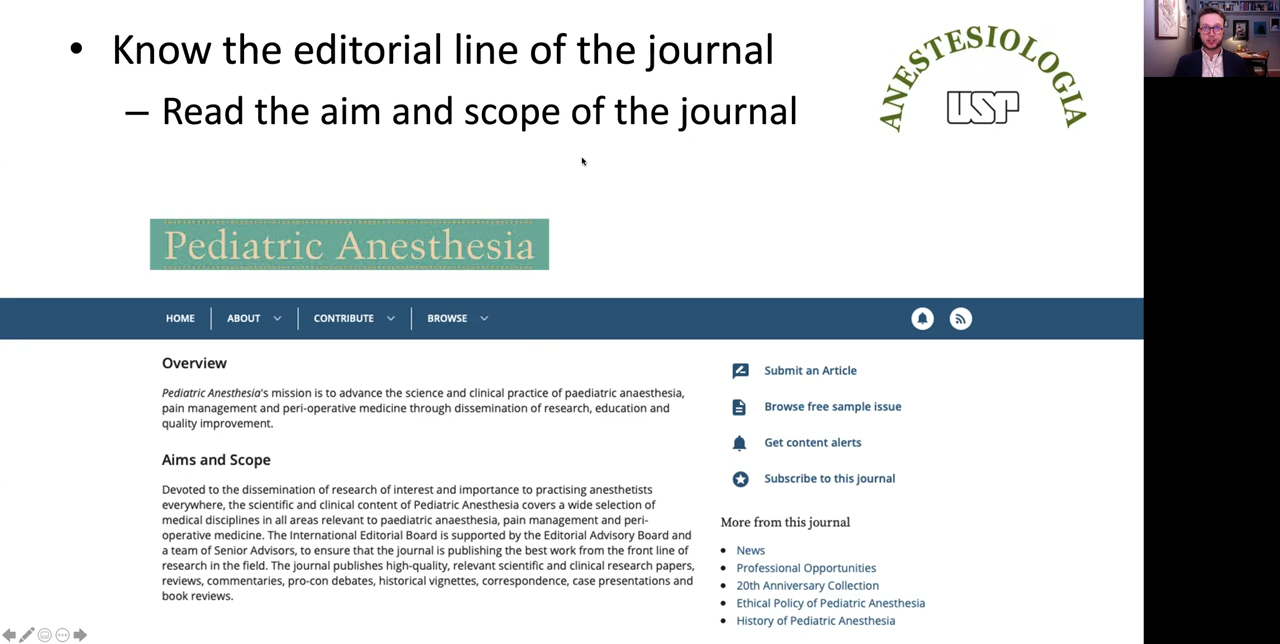 • Know the editorial line of the journal
– Read the aim and scope of the journal
ANESTESIOLOGIA
USP
Pediatric Anesthesia
HOME ABOUT CONTRIBUTE BROWSE
Overview
Pediatric Anesthesia's mission is to advance the science and clinical practice of paediatric anaesthesia,
pain management and peri-operative medicine through dissemination of research, education and
quality improvement.
Aims and Scope
Devoted to the dissemination of research of interest and importance to practising anesthetists
everywhere, the scientific and clinical content of Pediatric Anesthesia covers a wide selection of
medical disciplines in all areas relevant to paediatric anaesthesia, pain management and peri-
operative medicine. The International Editorial Board is supported by the Editorial Advisory Board and
a team of Senior Advisors, to ensure that the journal is publishing the best work from the front line of
research in the field. The journal publishes high-quality, relevant scientific and clinical research papers,
reviews, commentaries, pro-con debates, historical vignettes, correspondence, case presentations and
book reviews.
Submit an Article
Browse free sample issue
Get content alerts
Subscribe to this journal
More from this journal
• News
• Professional Opportunities
• 20th Anniversary Collection
• Ethical Policy of Pediatric Anesthesia
• History of Pediatric Anesthesia